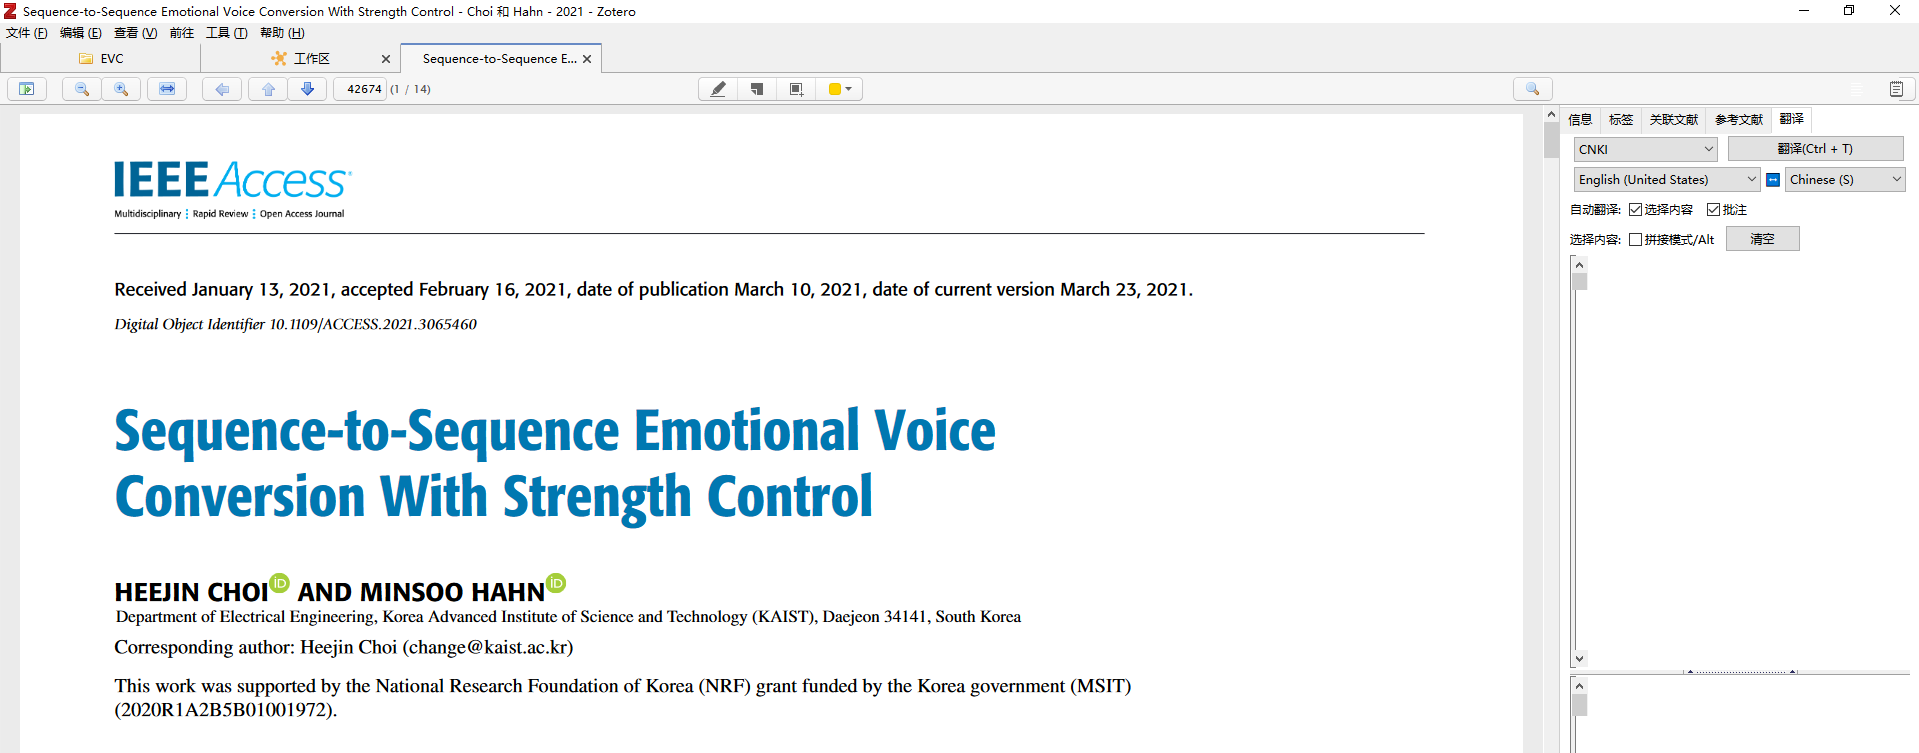 Sequence-to-Sequence Emotional Voice Conversion With Strength Control - Choi 和 Hahn - 2021 - Zotero
文件 (F) 编辑 (E) 查看 (V) 前往 工具 (T) 帮助 (H)
EVC 工作区 Sequence-to-Sequence E...
42674 (1 / 14)
信息 标签 关联文献 参考文献 翻译
CNKI 翻译(Ctrl + T)
English (United States) Chinese (S)
自动翻译: 选择内容 批注
选择内容: 拼接模式/Alt 清空
IEEE Access
Multidisciplinary Rapid Review Open Access Journal
Received January 13, 2021, accepted February 16, 2021, date of publication March 10, 2021, date of current version March 23, 2021.
Digital Object Identifier 10.1109/ACCESS.2021.3065460
Sequence-to-Sequence Emotional Voice
Conversion With Strength Control
HEEJIN CHOI iD AND MINSOO HAHN iD
Department of Electrical Engineering, Korea Advanced Institute of Science and Technology (KAIST), Daejeon 34141, South Korea
Corresponding author: Heejin Choi (change@kaist.ac.kr)
This work was supported by the National Research Foundation of Korea (NRF) grant funded by the Korea government (MSIT)
(2020R1A2B5B01001972).